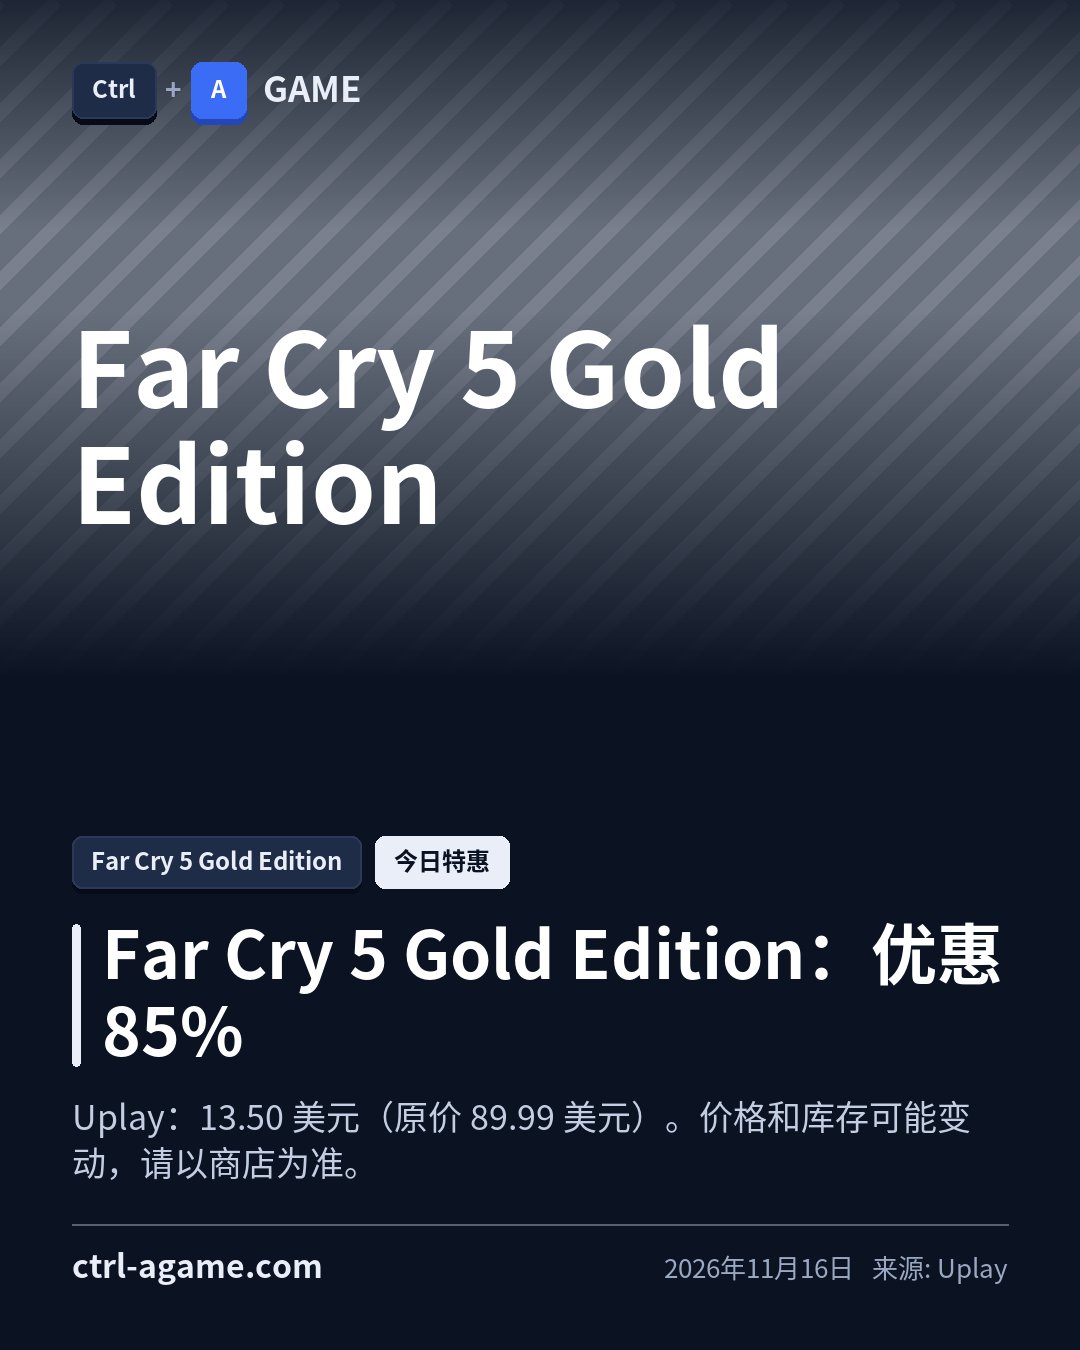 Ctrl + A GAME
Far Cry 5 Gold
Edition
Far Cry 5 Gold Edition 今日特惠
Far Cry 5 Gold Edition：优惠
85%
Uplay：13.50 美元（原价 89.99 美元）。价格和库存可能变
动，请以商店为准。
ctrl-agame.com 2026年11月16日 来源: Uplay